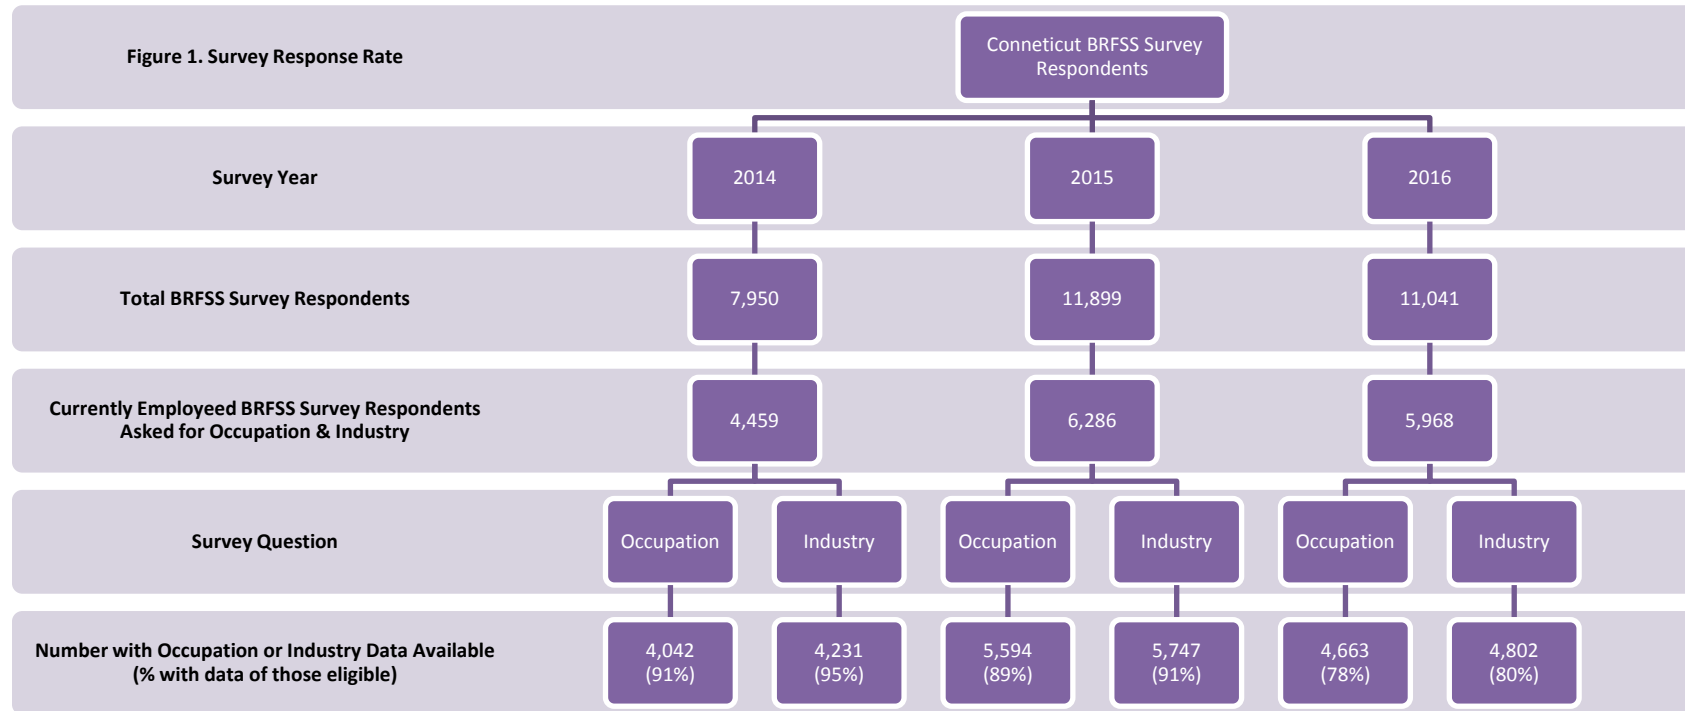 Figure 1. Survey Response Rate
Conneticut BRFSS Survey
Respondents
Survey Year
2014
2015
2016
Total BRFSS Survey Respondents
7,950
11,899
11,041
Currently Employeed BRFSS Survey Respondents
Asked for Occupation & Industry
4,459
6,286
5,968
Survey Question
Occupation
Industry
Occupation
Industry
Occupation
Industry
Number with Occupation or Industry Data Available
(% with data of those eligible)
4,042
(91%)
4,231
(95%)
5,594
(89%)
5,747
(91%)
4,663
(78%)
4,802
(80%)